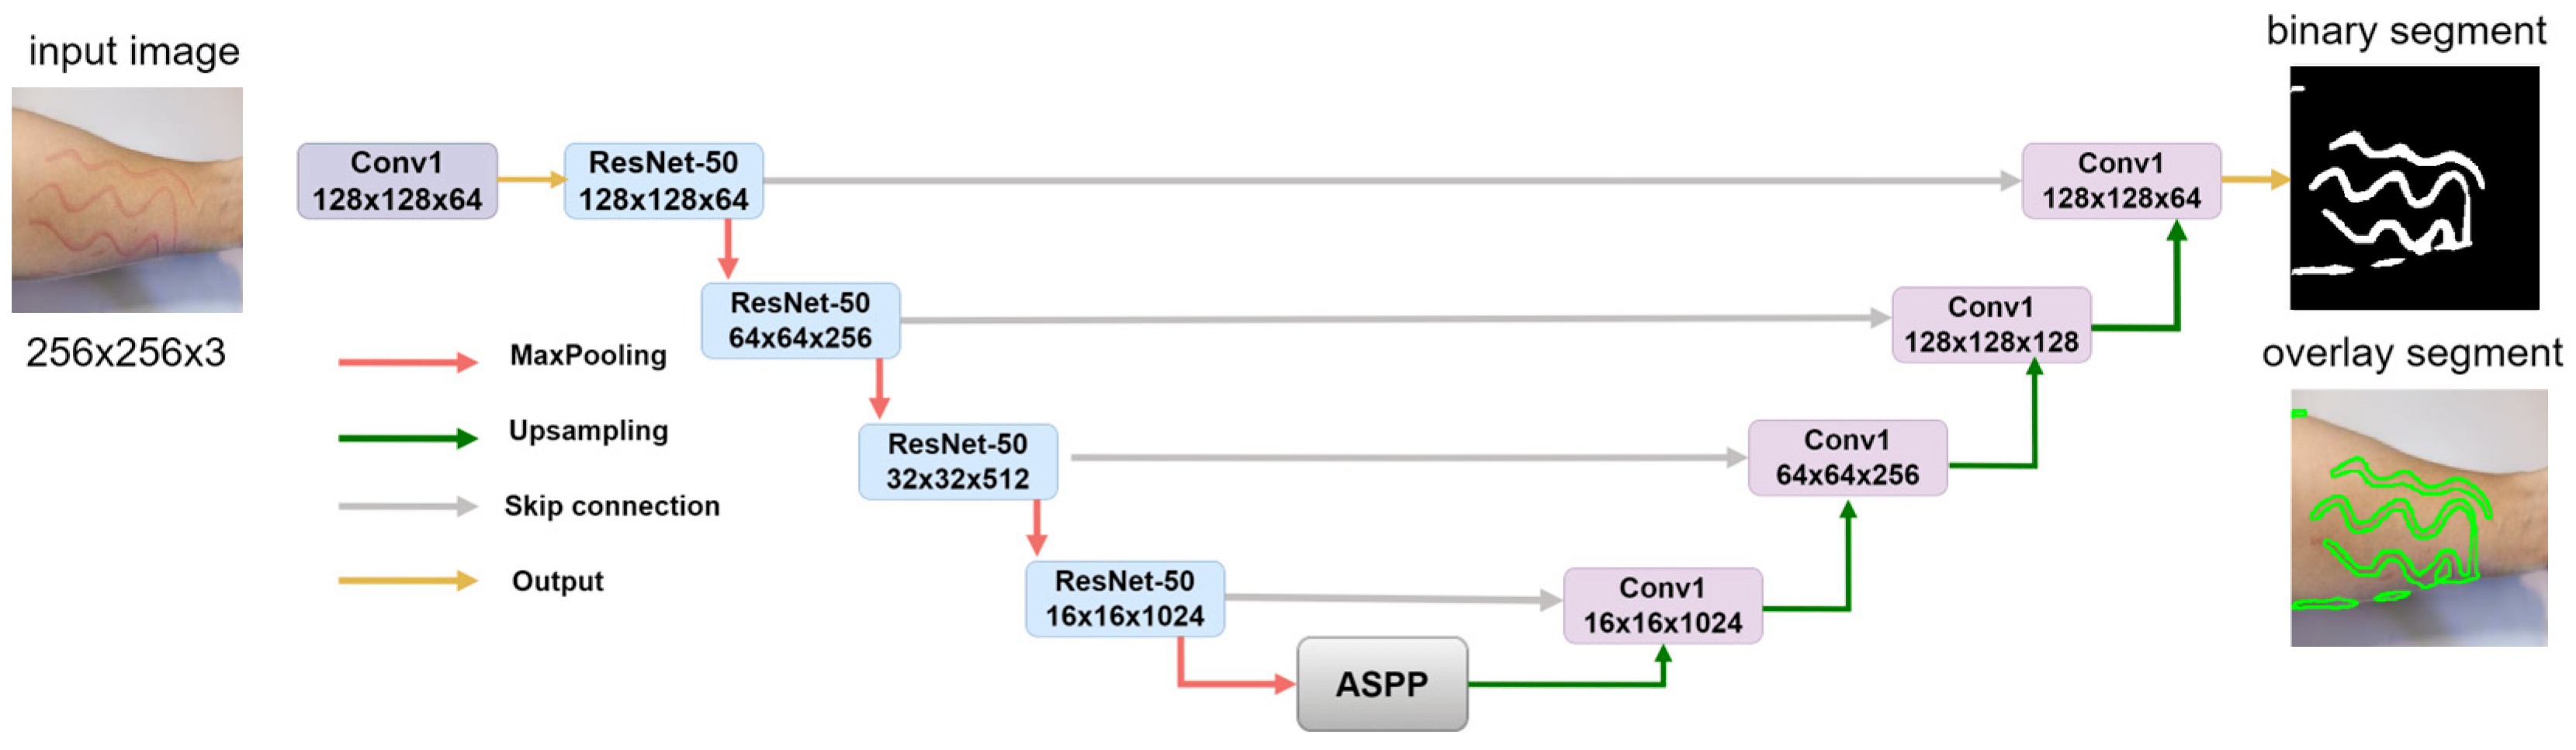 input image
256x256x3
Conv1
128x128x64
ResNet-50
128x128x64
ResNet-50
64x64x256
ResNet-50
32x32x512
ResNet-50
16x16x1024
ASPP
Conv1
16x16x1024
Conv1
64x64x256
Conv1
128x128x128
Conv1
128x128x64
MaxPooling
Upsampling
Skip connection
Output
binary segment
overlay segment